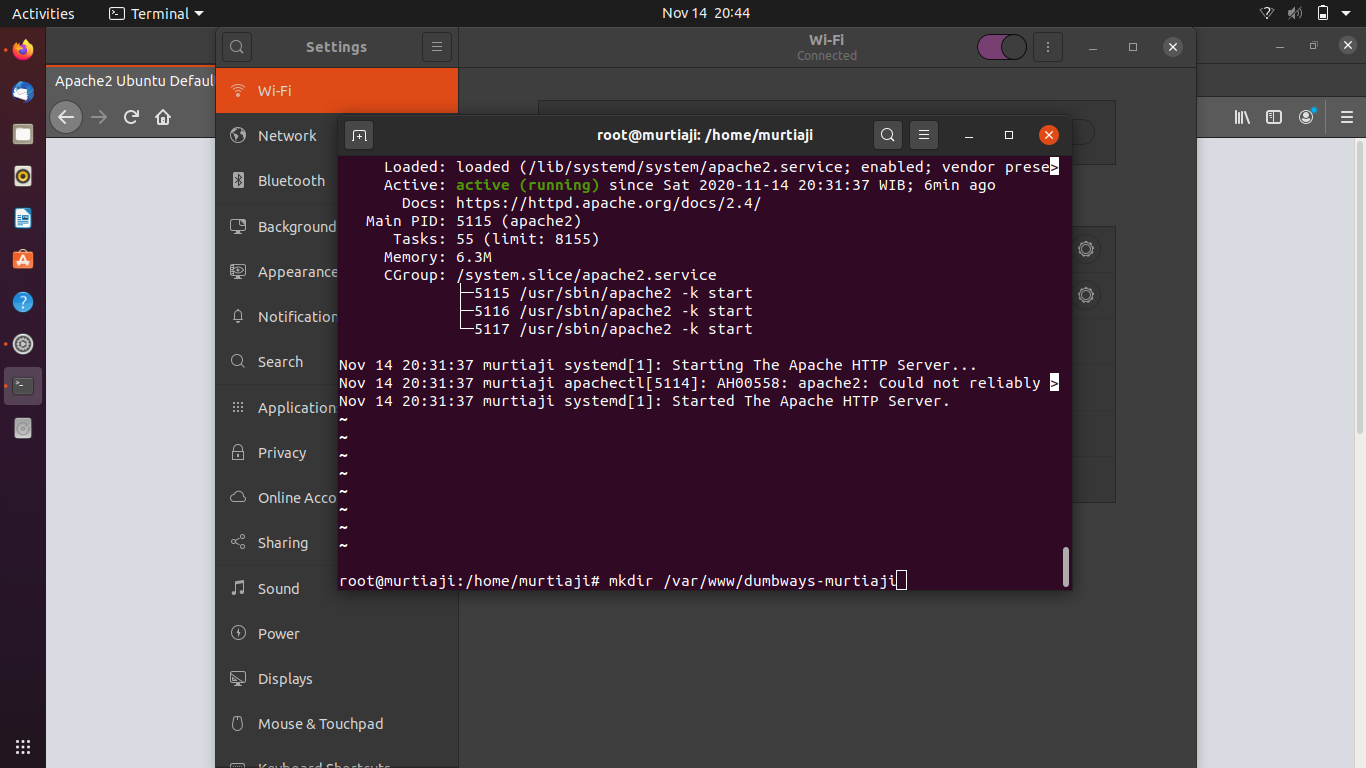 Activities
Terminal
Nov 14 20:44
Settings
Wi-Fi
Connected
Apache2 Ubuntu Defaul
Wi-Fi
Network
Bluetooth
Background
Appearance
Notification
Search
Application
Privacy
Online Acco
Sharing
Sound
Power
Displays
Mouse & Touchpad
Keyboard Shortcuts
root@murtiaji: /home/murtiaji
Loaded: loaded (/lib/systemd/system/apache2.service; enabled; vendor prese>
Active: active (running) since Sat 2020-11-14 20:31:37 WIB; 6min ago
Docs: https://httpd.apache.org/docs/2.4/
Main PID: 5115 (apache2)
Tasks: 55 (limit: 8155)
Memory: 6.3M
CGroup: /system.slice/apache2.service
├─5115 /usr/sbin/apache2 -k start
├─5116 /usr/sbin/apache2 -k start
└─5117 /usr/sbin/apache2 -k start
Nov 14 20:31:37 murtiaji systemd[1]: Starting The Apache HTTP Server...
Nov 14 20:31:37 murtiaji apachectl[5114]: AH00558: apache2: Could not reliably >
Nov 14 20:31:37 murtiaji systemd[1]: Started The Apache HTTP Server.
~
~
~
~
~
~
~
~
root@murtiaji:/home/murtiaji# mkdir /var/www/dumbways-murtiaji